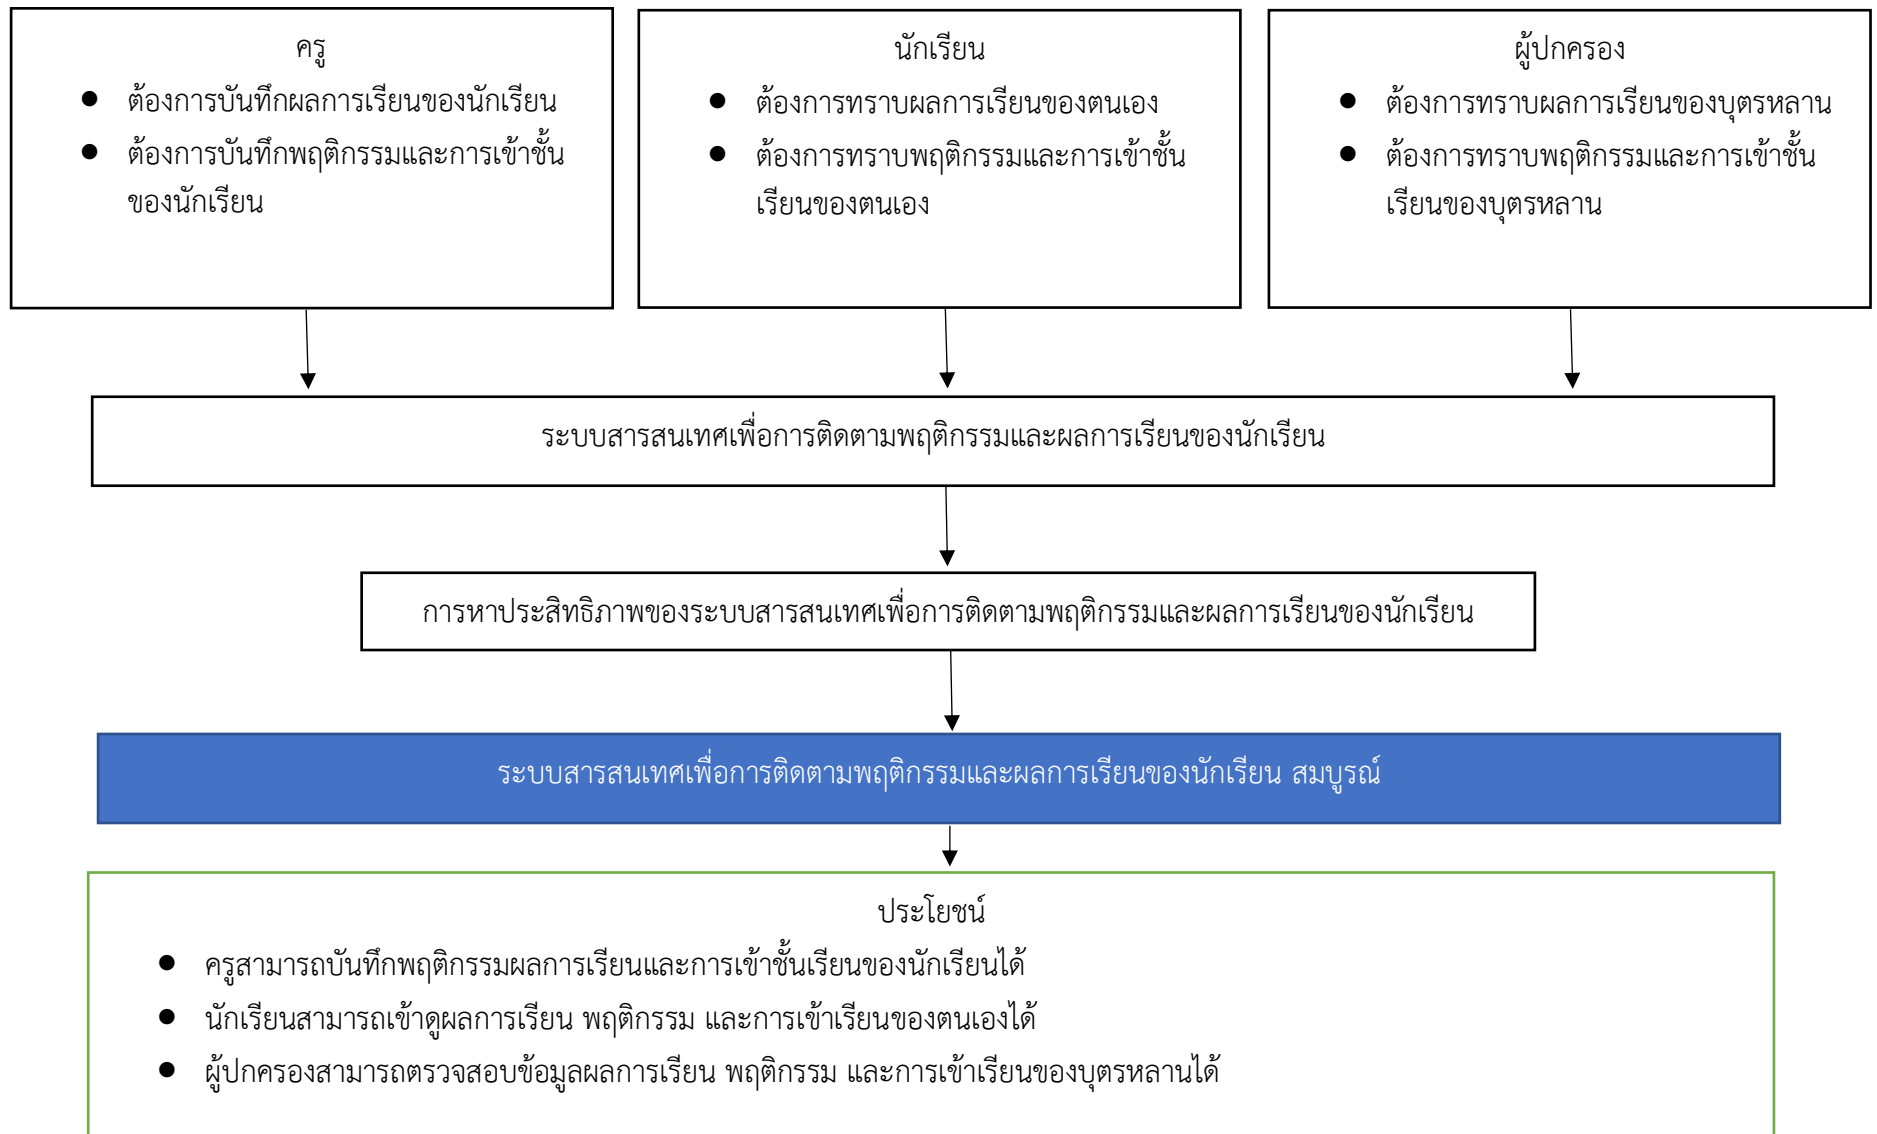 ครู
● ต้องการบันทึกผลการเรียนของนักเรียน
● ต้องการบันทึกพฤติกรรมและการเข้าชั้น
ของนักเรียน
นักเรียน
● ต้องการทราบผลการเรียนของตนเอง
● ต้องการทราบพฤติกรรมและการเข้าชั้น
เรียนของตนเอง
ผู้ปกครอง
● ต้องการทราบผลการเรียนของบุตรหลาน
● ต้องการทราบพฤติกรรมและการเข้าชั้น
เรียนของบุตรหลาน
ระบบสารสนเทศเพื่อการติดตามพฤติกรรมและผลการเรียนของนักเรียน
การหาประสิทธิภาพของระบบสารสนเทศเพื่อการติดตามพฤติกรรมและผลการเรียนของนักเรียน
ระบบสารสนเทศเพื่อการติดตามพฤติกรรมและผลการเรียนของนักเรียน สมบูรณ์
ประโยชน์
● ครูสามารถบันทึกพฤติกรรมผลการเรียนและการเข้าชั้นเรียนของนักเรียนได้
● นักเรียนสามารถเข้าดูผลการเรียน พฤติกรรม และการเข้าเรียนของตนเองได้
● ผู้ปกครองสามารถตรวจสอบข้อมูลผลการเรียน พฤติกรรม และการเข้าเรียนของบุตรหลานได้